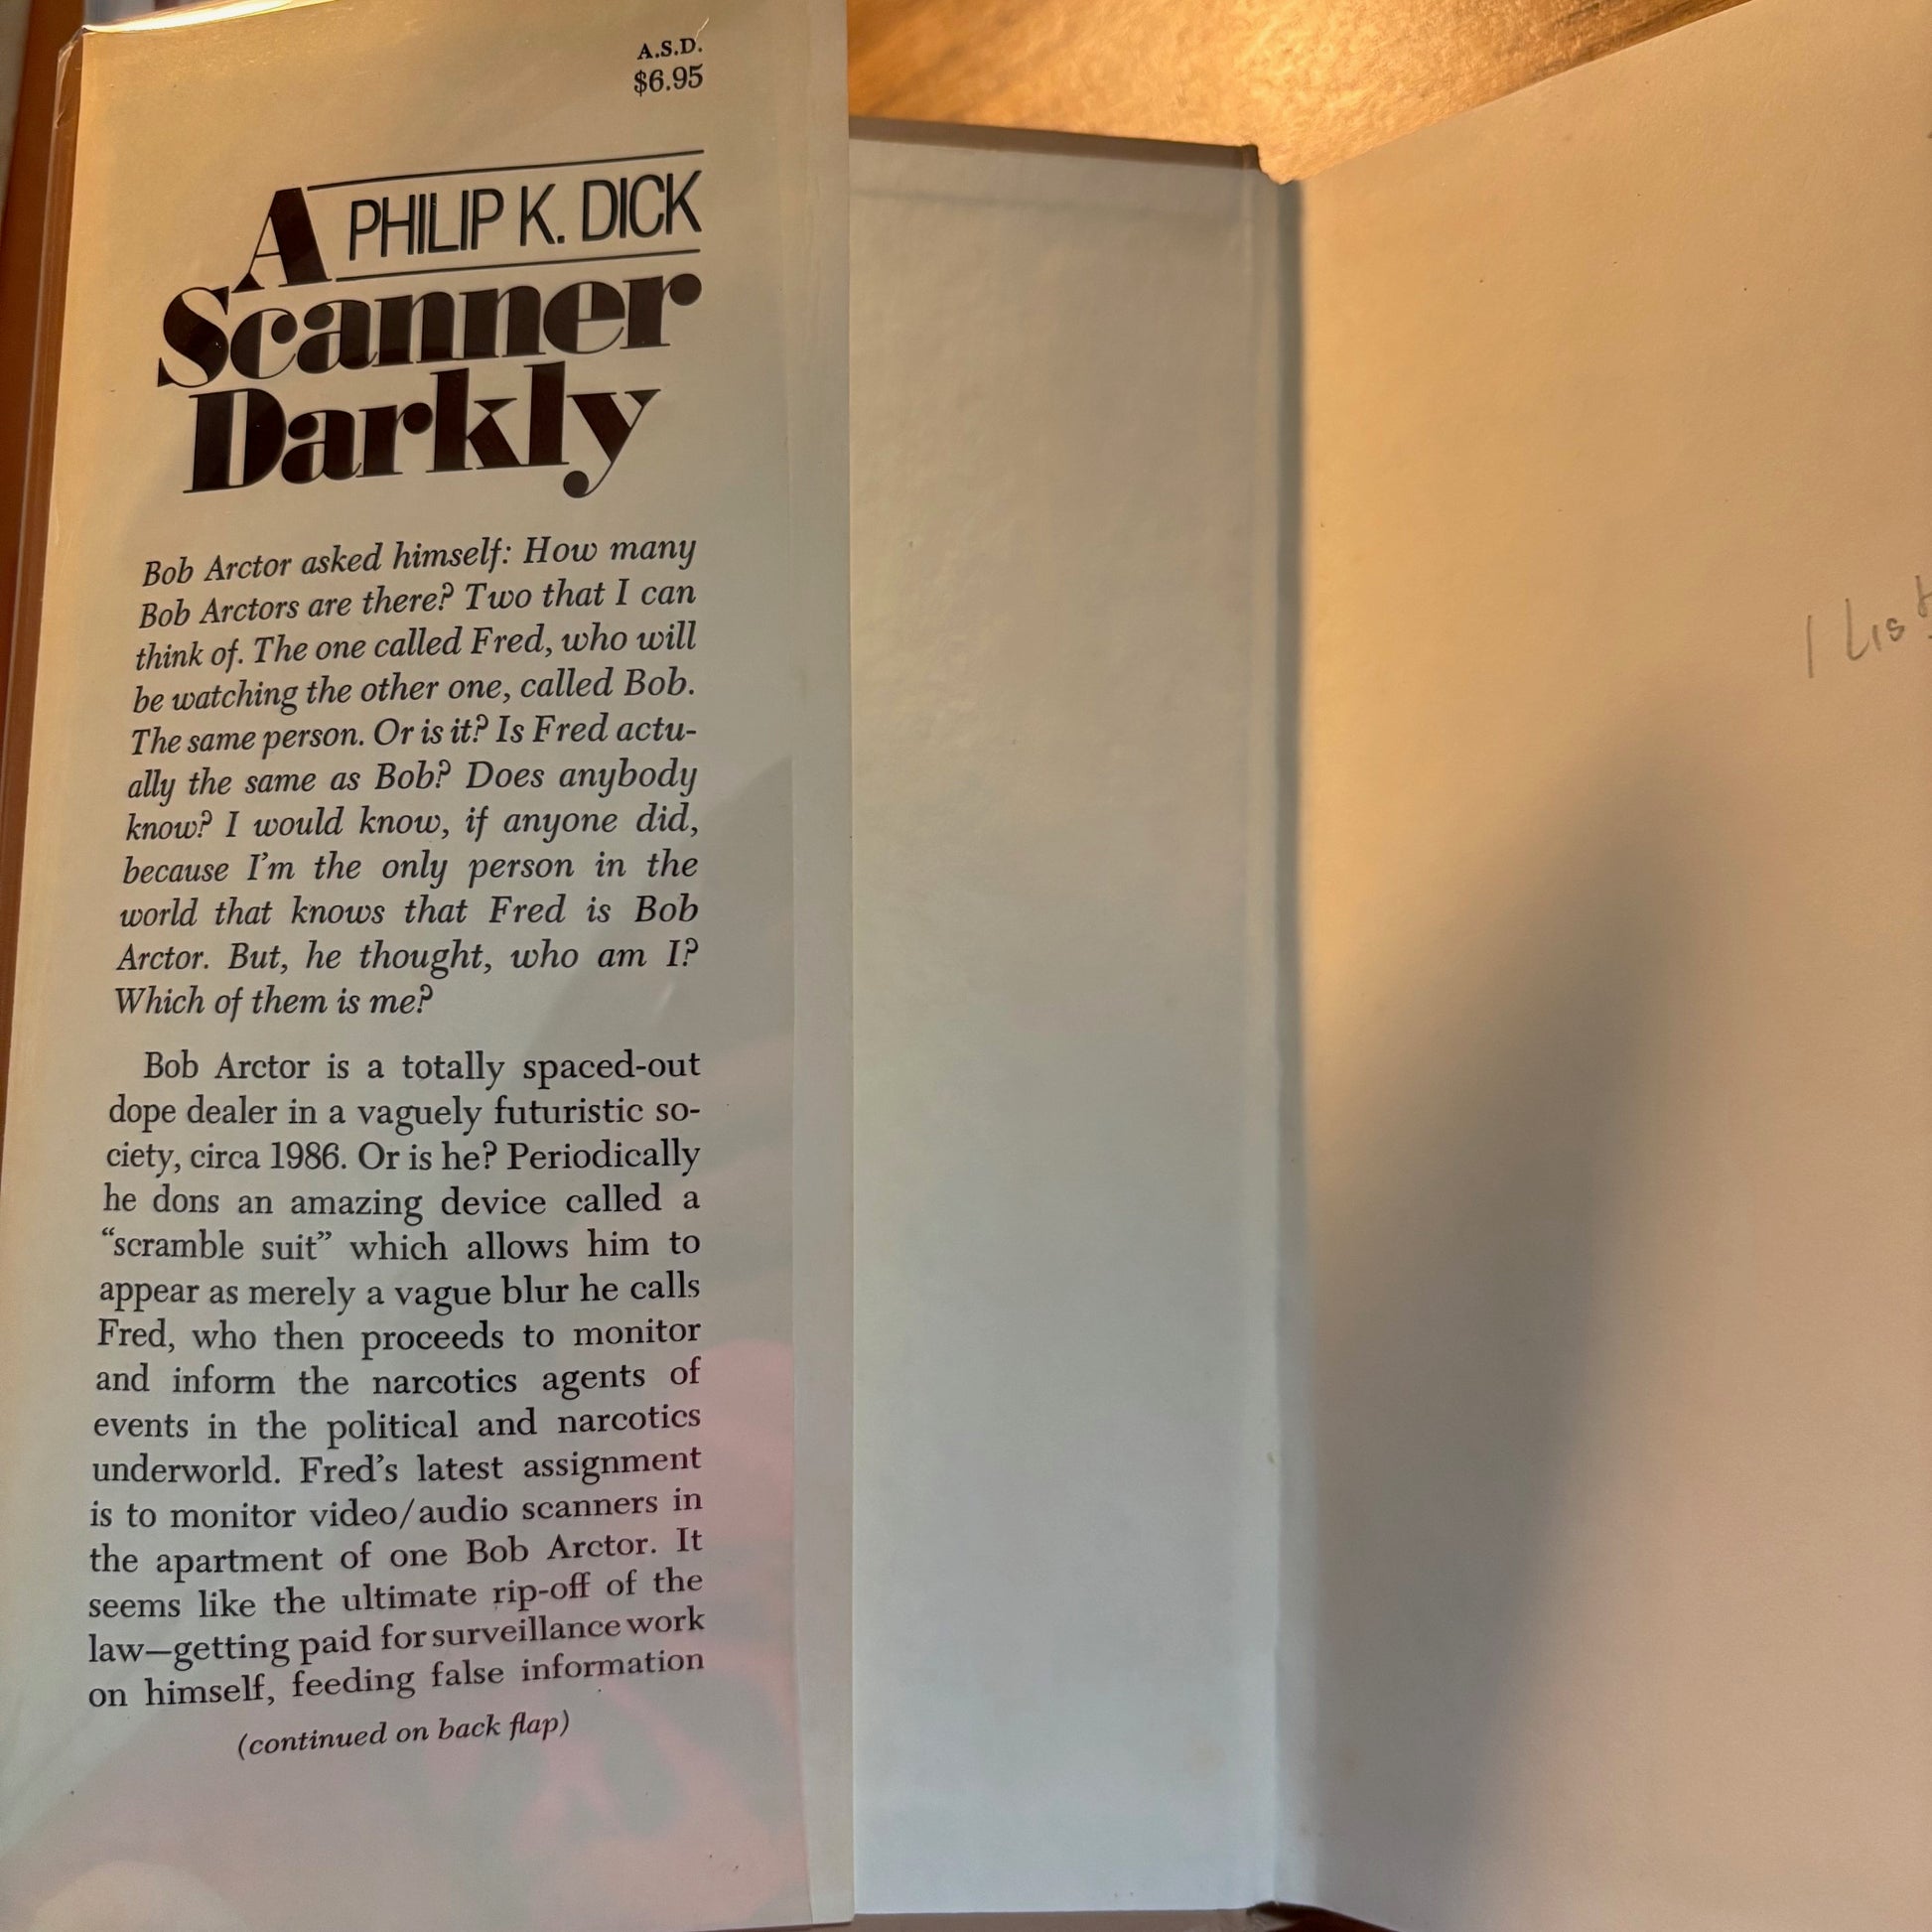 A.S.D.
$6.95
A PHILIP K. DICK
Scanner
Darkly
Bob Arctor asked himself: How many
Bob Arctors are there? Two that I can
think of. The one called Fred, who will
be watching the other one, called Bob.
The same person. Or is it? Is Fred actu-
ally the same as Bob? Does anybody
know? I would know, if anyone did,
because I'm the only person in the
world that knows that Fred is Bob
Arctor. But, he thought, who am I?
Which of them is me?
Bob Arctor is a totally spaced-out
dope dealer in a vaguely futuristic so-
ciety, circa 1986. Or is he? Periodically
he dons an amazing device called a
“scramble suit” which allows him to
appear as merely a vague blur he calls
Fred, who then proceeds to monitor
and inform the narcotics agents of
events in the political and narcotics
underworld. Fred's latest assignment
is to monitor video/audio scanners in
the apartment of one Bob Arctor. It
seems like the ultimate rip-off of the
law—getting paid for surveillance work
on himself, feeding false information
(continued on back flap)